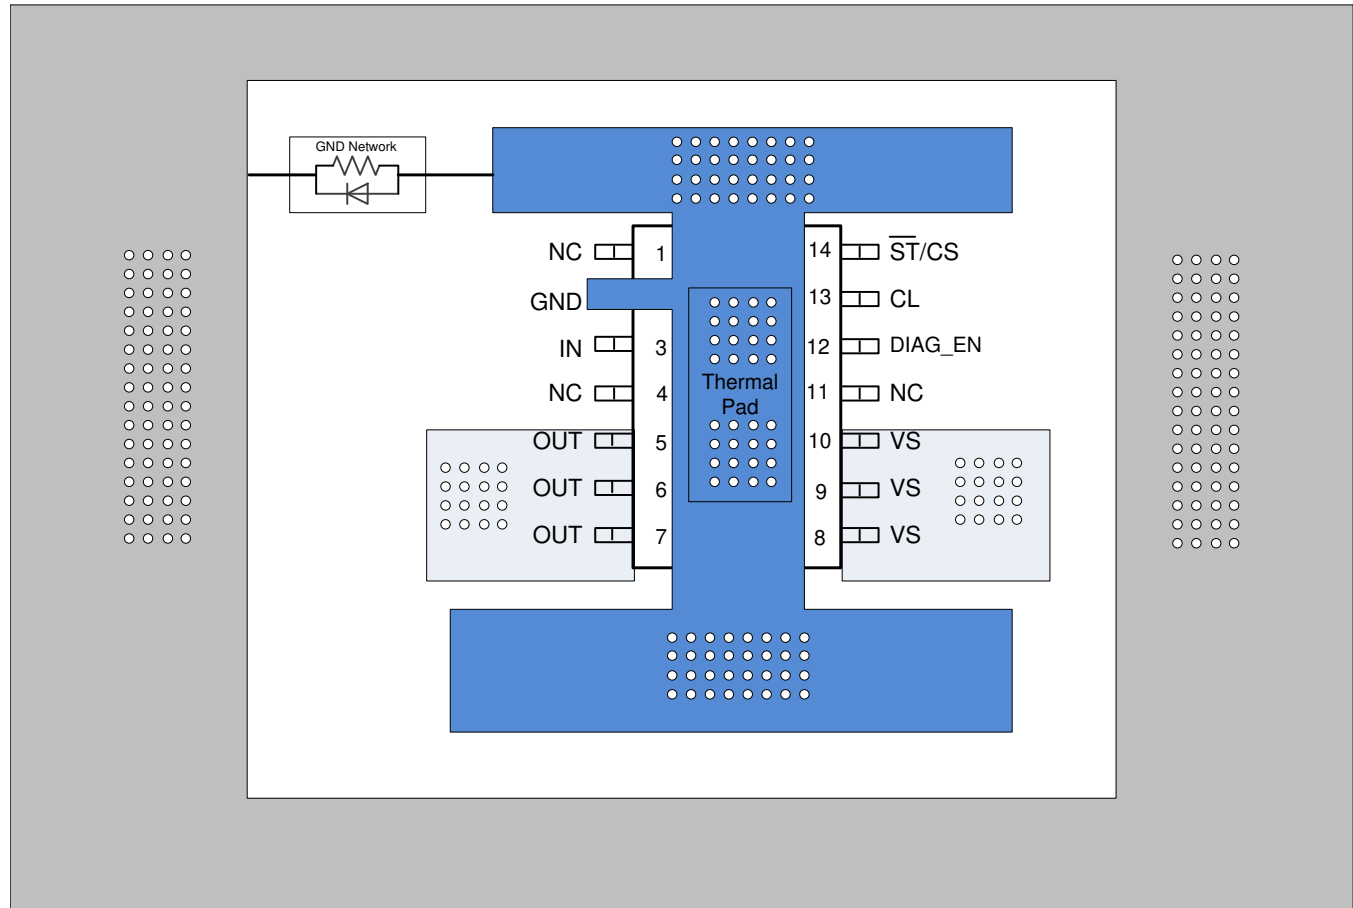 GND Network
NC 1 14 S̅T̅/CS
GND 13 CL
IN 3 12 DIAG_EN
Thermal
NC 4 11 NC
Pad
OUT 5 10 VS
OUT 6 9 VS
OUT 7 8 VS